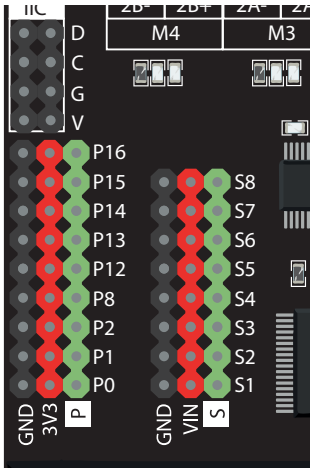 IIC
2B- 2B+ 2A-
M4 M3
D
C
G
V
P16
P15
P14
P13
P12
P8
P2
P1
P0
GND
3V3
P
S8
S7
S6
S5
S4
S3
S2
S1
GND
VIN
S